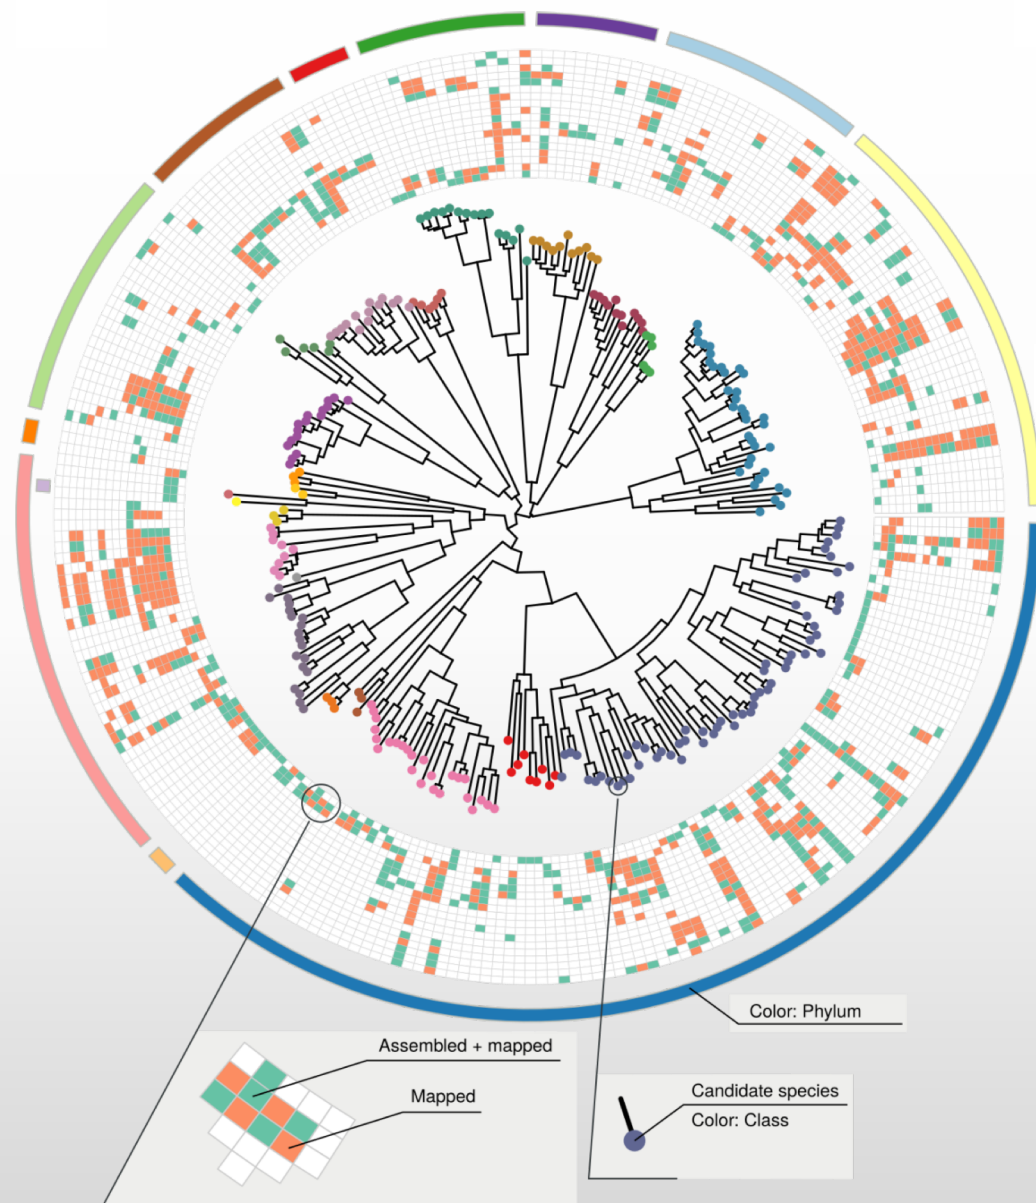 Color: Phylum
Assembled + mapped
Mapped
Candidate species
Color: Class